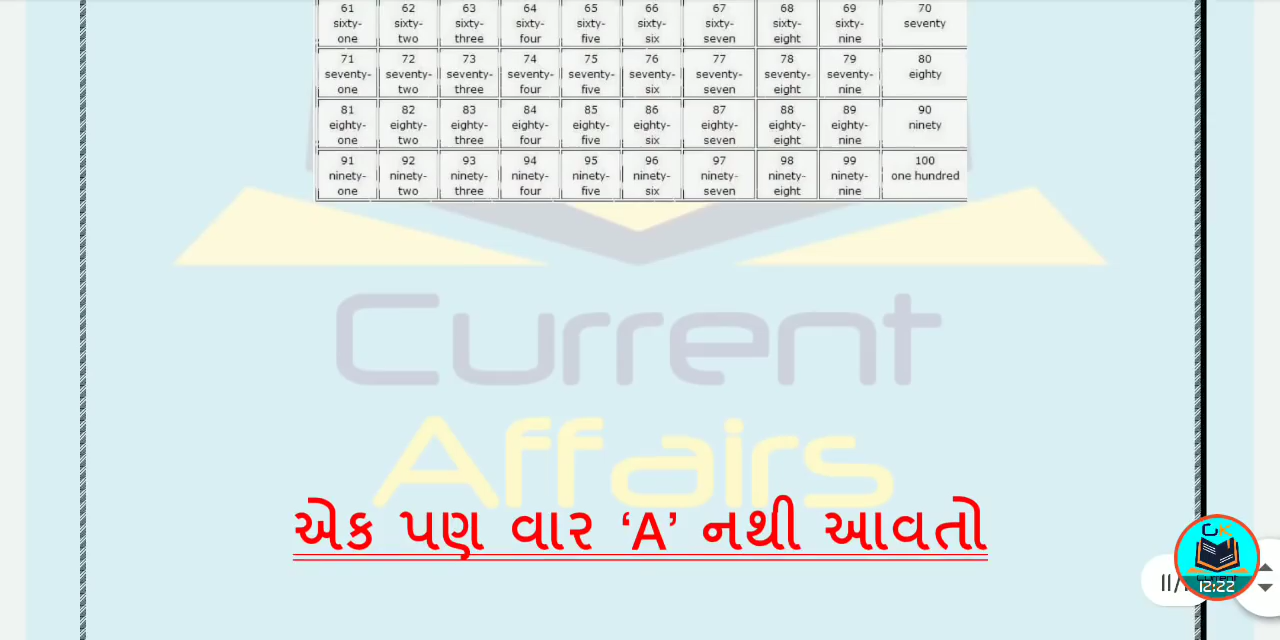 61 62 63 64 65 66 67 68 69 70
sixty- sixty- sixty- sixty- sixty- sixty- sixty- sixty- sixty- seventy
one two three four five six seven eight nine
71 72 73 74 75 76 77 78 79 80
seventy- seventy- seventy- seventy- seventy- seventy- seventy- seventy- seventy- eighty
one two three four five six seven eight nine
81 82 83 84 85 86 87 88 89 90
eighty- eighty- eighty- eighty- eighty- eighty- eighty- eighty- eighty- ninety
one two three four five six seven eight nine
91 92 93 94 95 96 97 98 99 100
ninety- ninety- ninety- ninety- ninety- ninety- ninety- ninety- ninety- one hundred
one two three four five six seven eight nine
Current
Affairs
એક પણ વાર ‘A’ નથી આવતો
GK
Current
11/
12:22